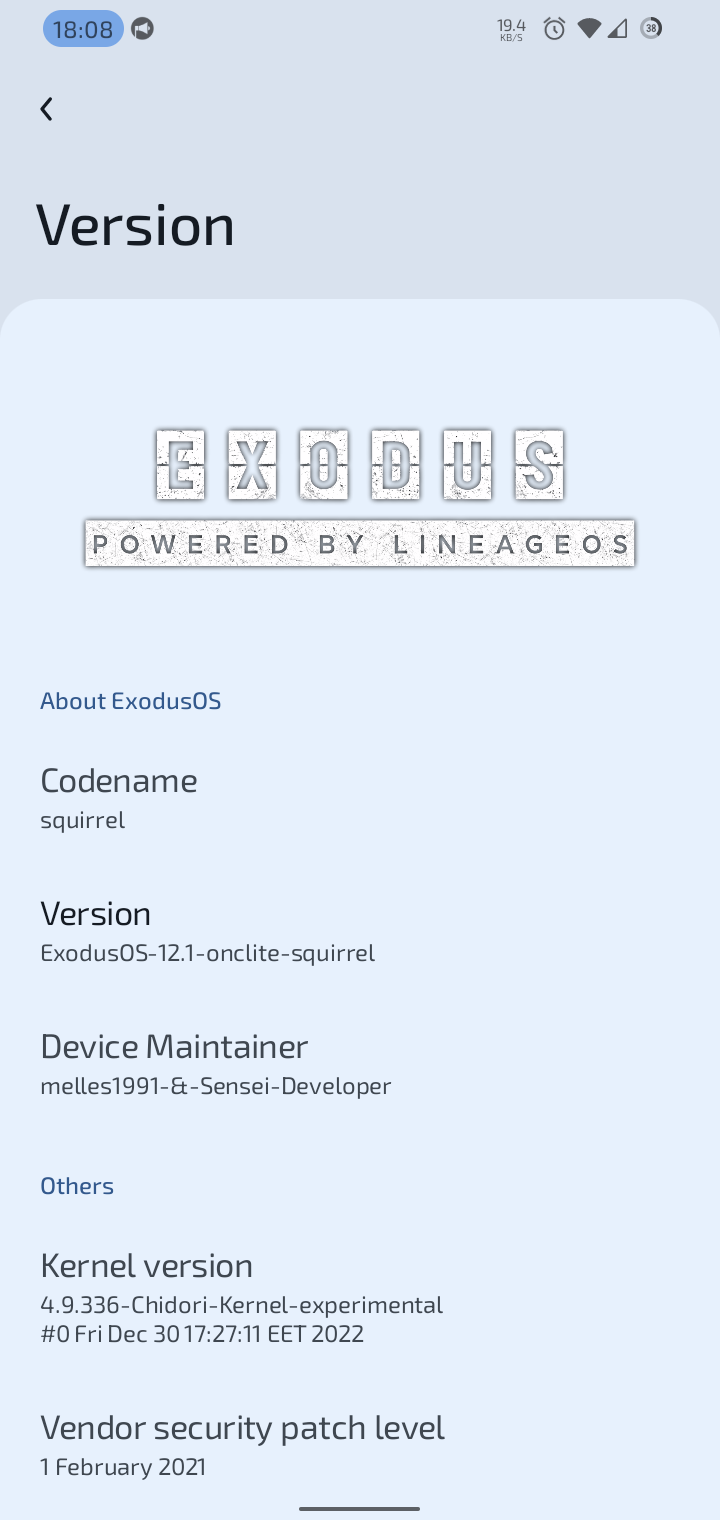 18:08
19.4
KB/S
38
Version
EXODUS
POWERED BY LINEAGEOS
About ExodusOS
Codename
squirrel
Version
ExodusOS-12.1-onclite-squirrel
Device Maintainer
melles1991-&-Sensei-Developer
Others
Kernel version
4.9.336-Chidori-Kernel-experimental
#0 Fri Dec 30 17:27:11 EET 2022
Vendor security patch level
1 February 2021